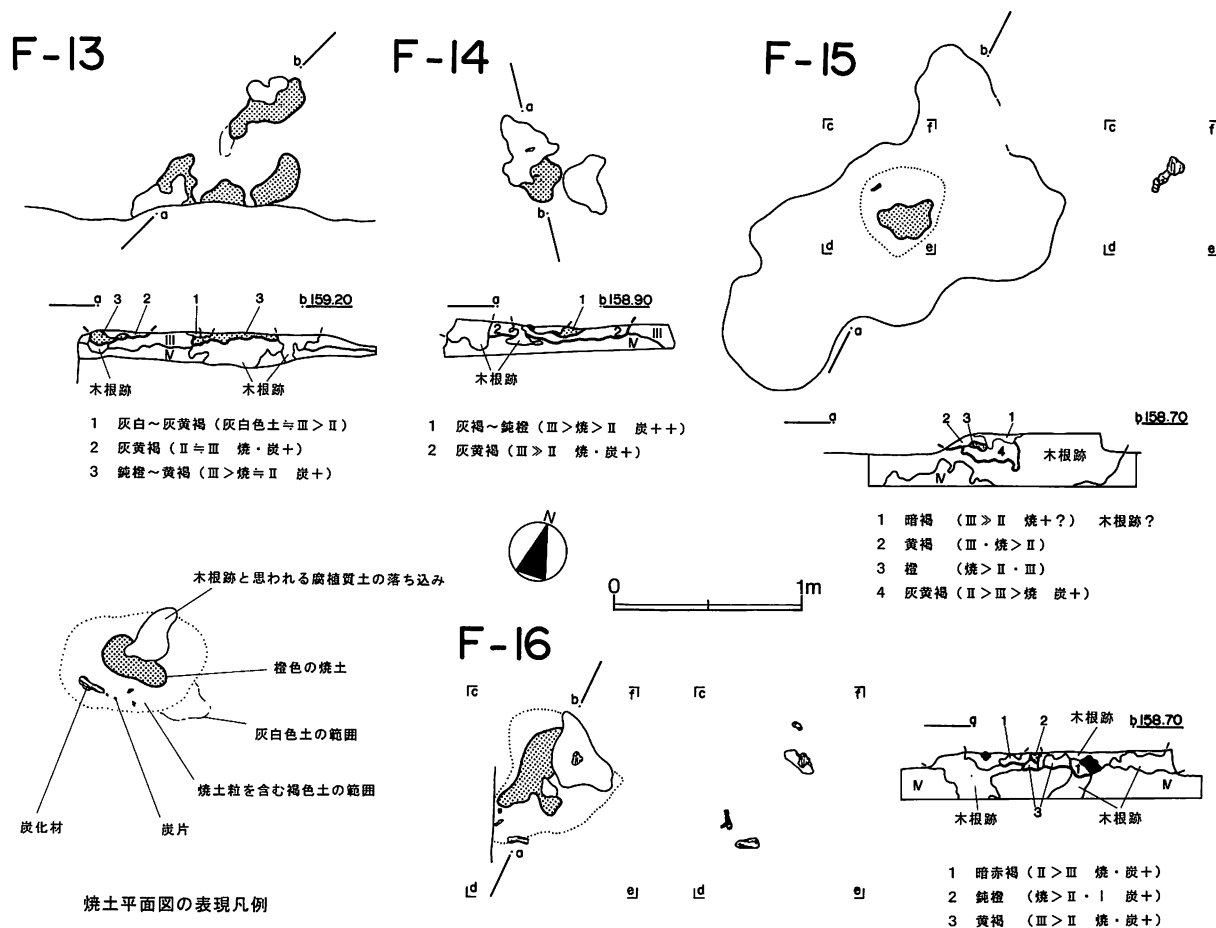 F-13
b
a
a 3 2 1 3 b 159.20
III
IV
木根跡 木根跡
1 灰白～灰黄褐（灰白色土≒III＞II）
2 灰黄褐（II≒III 焼・炭+）
3 鈍橙～黄褐（III＞焼≒II 炭+）
F-14
a
b
a 1 b 158.90
2 2 2 III
IV
木根跡
1 灰褐～鈍橙（III＞焼＞II 炭++）
2 灰黄褐（III≫II 焼・炭+）
F-15
b
c f c f
d e d e
a
a 2 3 1 b 158.70
4 木根跡
IV
1 暗褐 （III≫II 焼+?） 木根跡?
2 黄褐 （III・焼＞II）
3 橙 （焼＞II・III）
4 灰黄褐（II＞III＞焼 炭+）
N
0 1m
木根跡と思われる腐植質土の落ち込み
橙色の焼土
灰白色土の範囲
焼土粒を含む褐色土の範囲
炭化材 炭片
焼土平面図の表現凡例
F-16
c b f c f
a
d e d e
木根跡
a 1 2 b 158.70
1
IV IV
木根跡 3 木根跡
1 暗赤褐（II＞III 焼・炭+）
2 鈍橙 （焼＞II・I 炭+）
3 黄褐 （III＞II 焼・炭+）